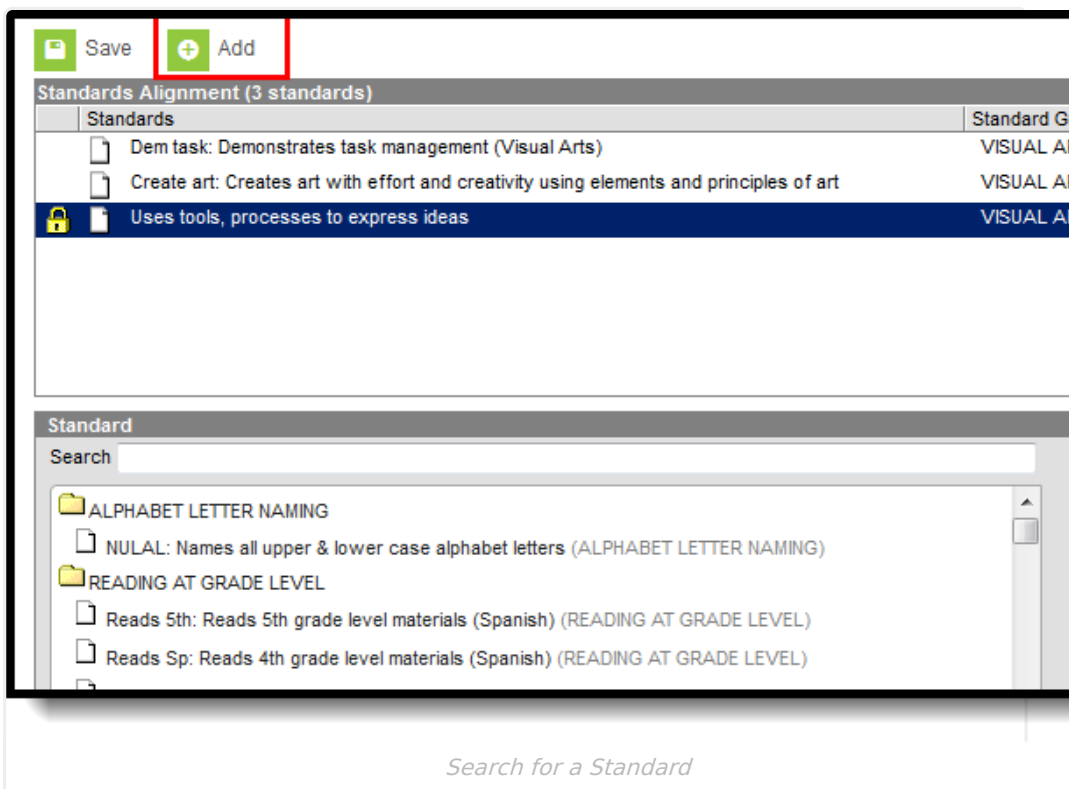 Save Add
Standards Alignment (3 standards)
Standards Standard G
Dem task: Demonstrates task management (Visual Arts) VISUAL
Create art: Creates art with effort and creativity using elements and principles of art VISUAL
Uses tools, processes to express ideas VISUAL
Standard
Search
ALPHABET LETTER NAMING
NULAL: Names all upper & lower case alphabet letters (ALPHABET LETTER NAMING)
READING AT GRADE LEVEL
Reads 5th: Reads 5th grade level materials (Spanish) (READING AT GRADE LEVEL)
Reads Sp: Reads 4th grade level materials (Spanish) (READING AT GRADE LEVEL)
Search for a Standard